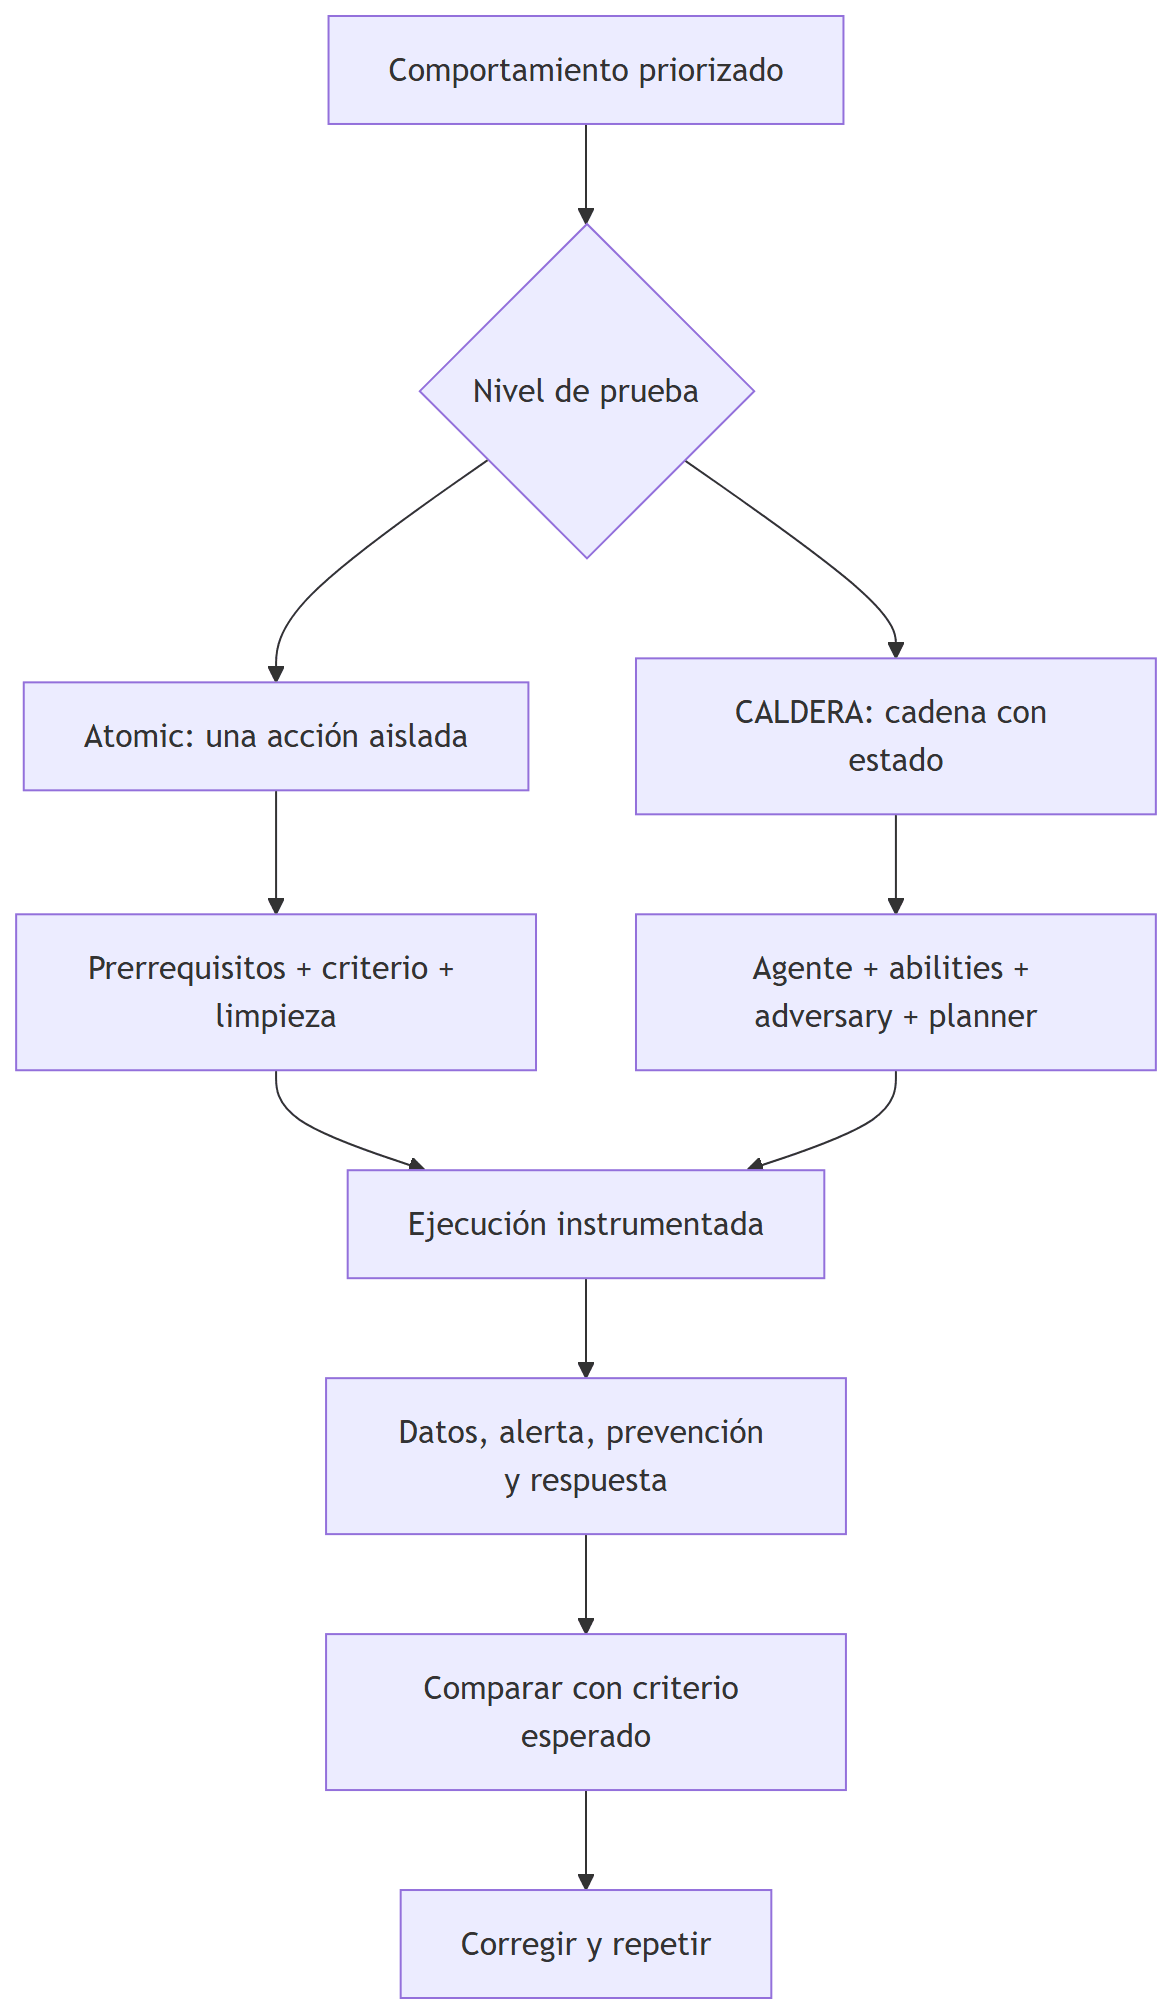 Comportamiento priorizado
Nivel de prueba
Atomic: una acción aislada
CALDERA: cadena con
estado
Prerrequisitos + criterio +
limpieza
Agente + abilities +
adversary + planner
Ejecución instrumentada
Datos, alerta, prevención
y respuesta
Comparar con criterio
esperado
Corregir y repetir